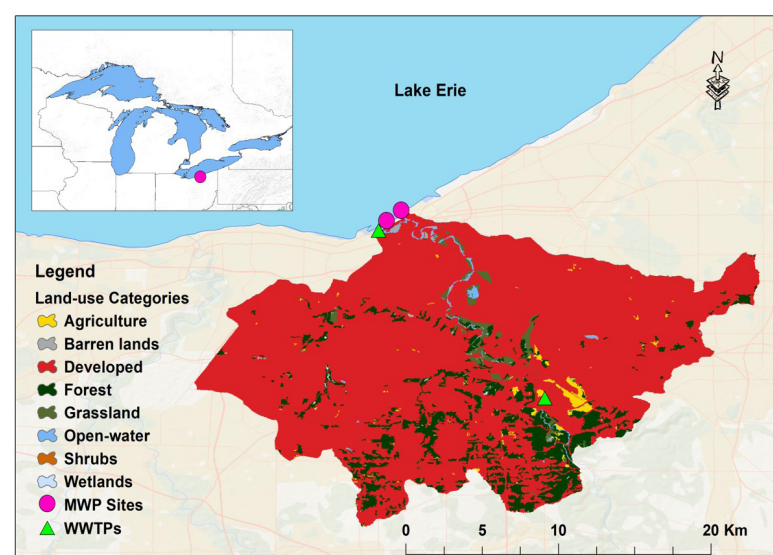 N
Lake Erie
Legend
Land-use Categories
Agriculture
Barren lands
Developed
Forest
Grassland
Open-water
Shrubs
Wetlands
MWP Sites
WWTPs
0 5 10 20 Km